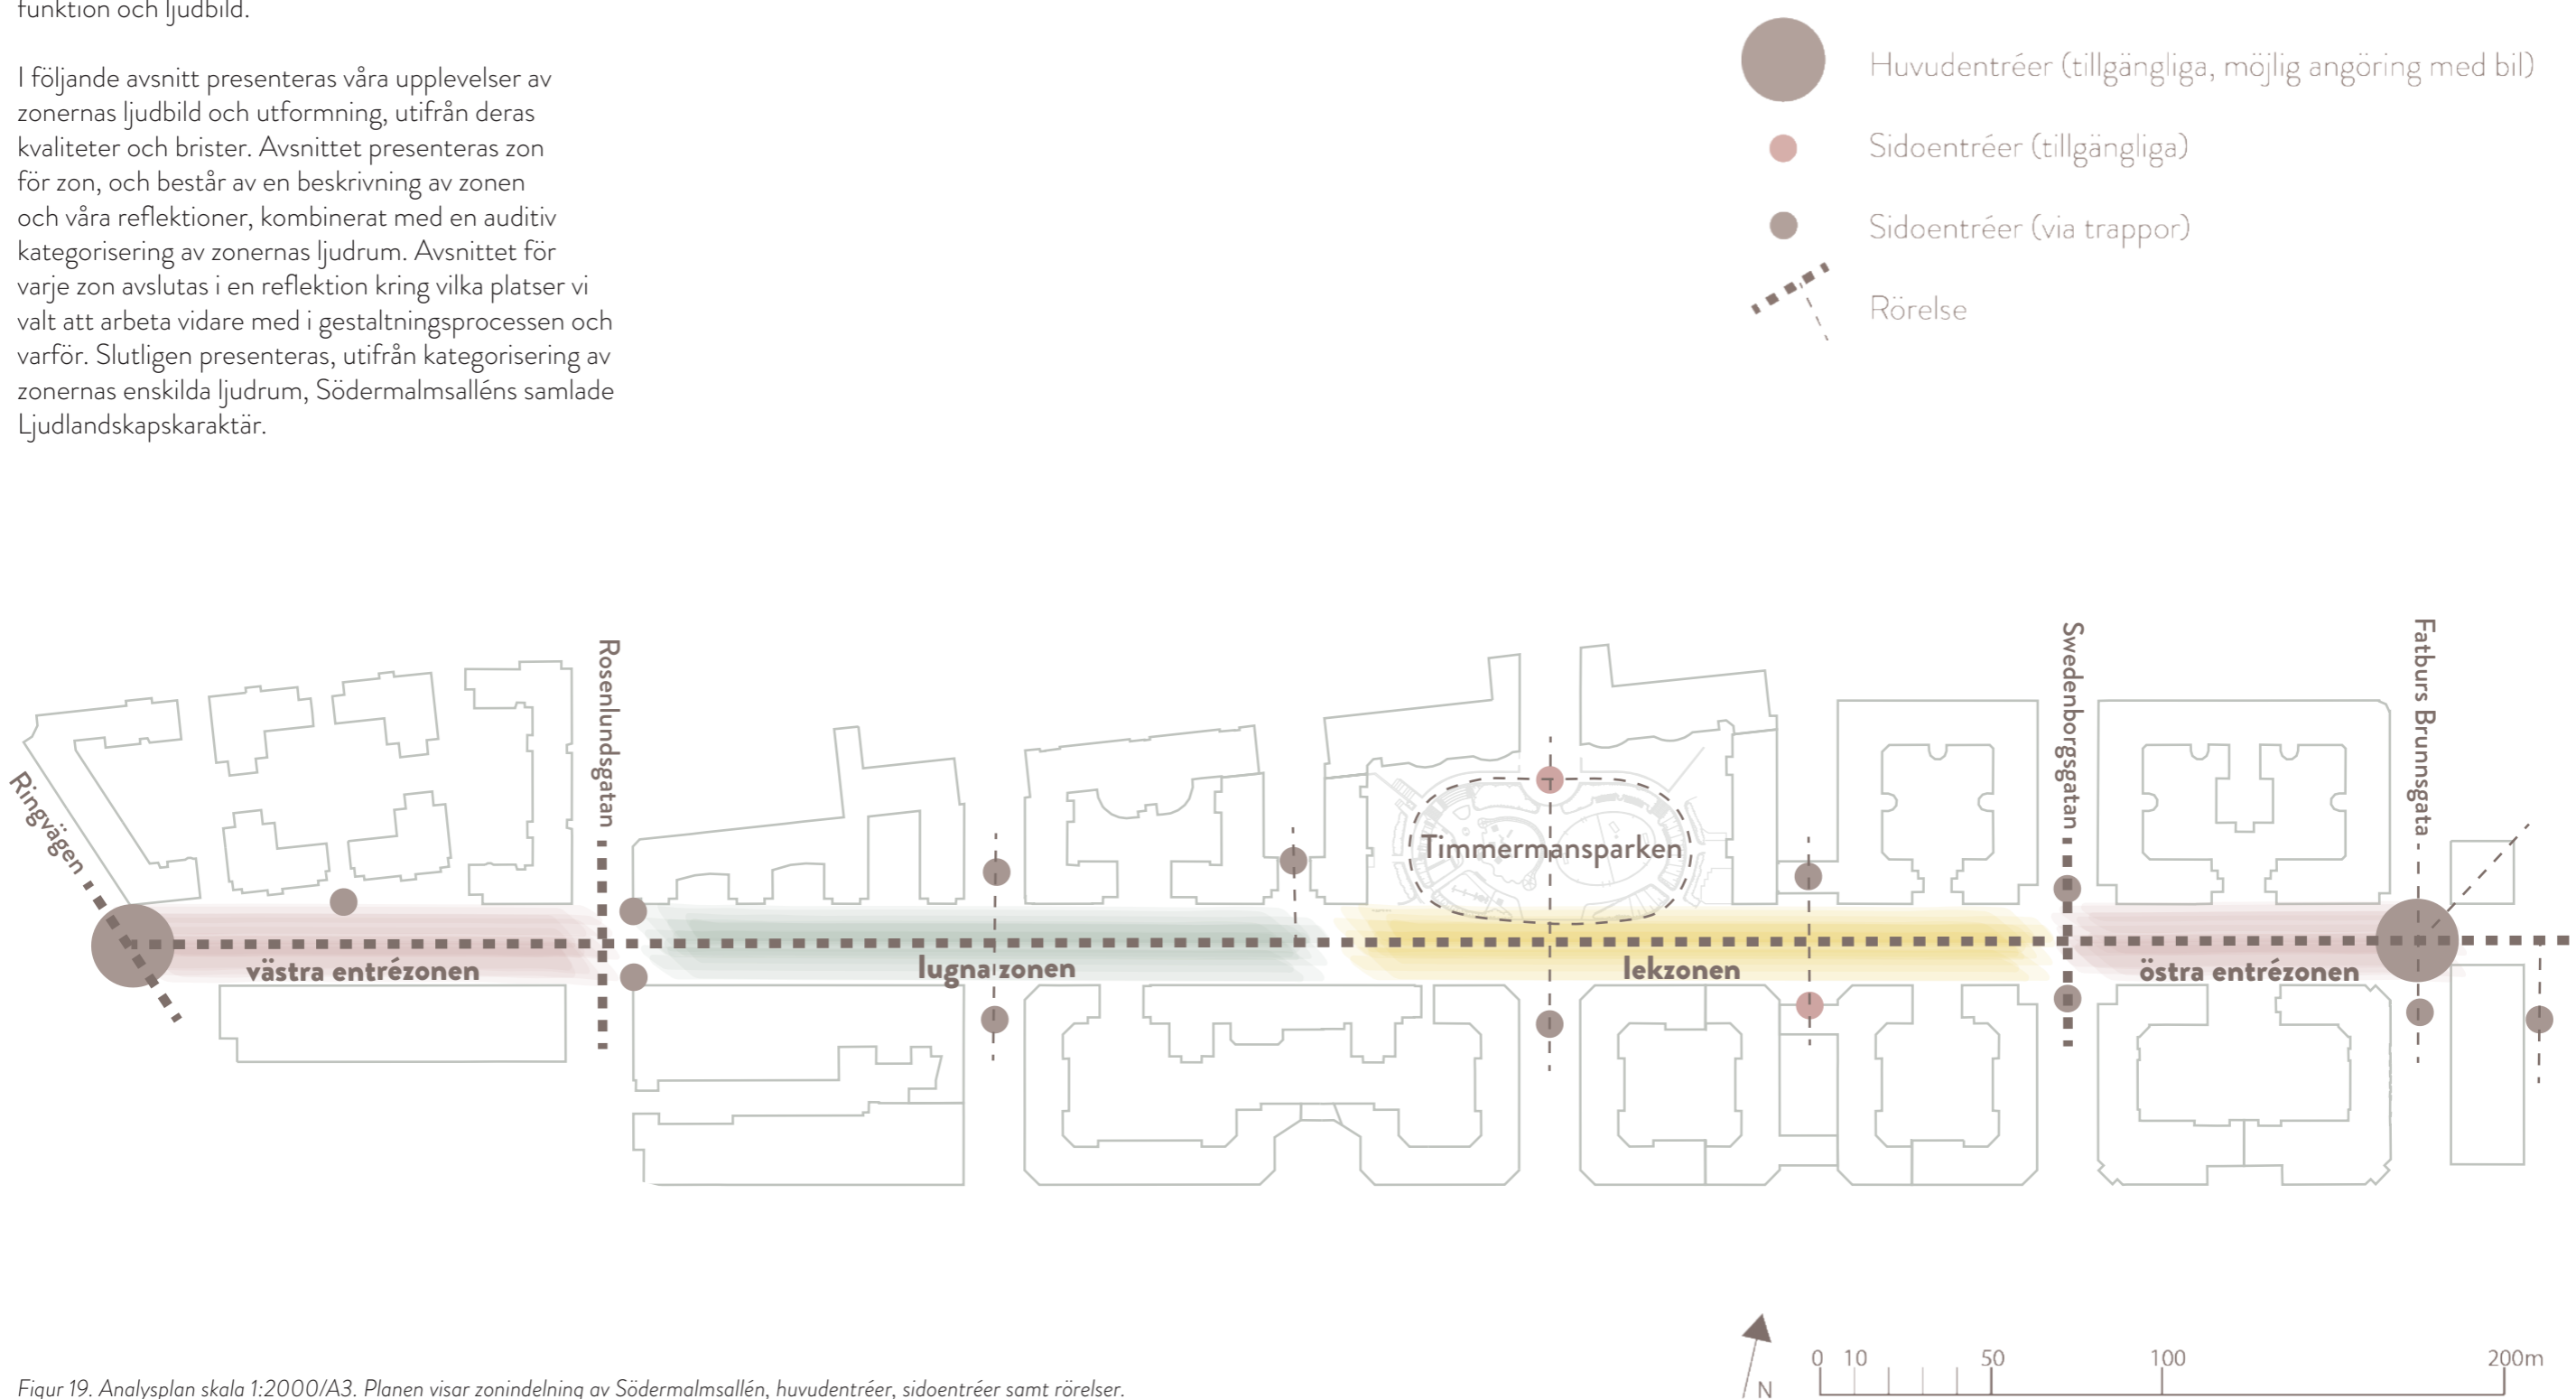 funktion och ljudbild.
I följande avsnitt presenteras våra upplevelser av
zonernas ljudbild och utformning, utifrån deras
kvaliteter och brister. Avsnittet presenteras zon
för zon, och består av en beskrivning av zonen
och våra reflektioner, kombinerat med en auditiv
kategorisering av zonernas ljudrum. Avsnittet för
varje zon avslutas i en reflektion kring vilka platser vi
valt att arbeta vidare med i gestaltningsprocessen och
varför. Slutligen presenteras, utifrån kategorisering av
zonernas enskilda ljudrum, Södermalmsalléns samlade
Ljudlandskapskaraktär.
Huvudentréer (tillgängliga, möjlig angöring med bil)
Sidoentréer (tillgängliga)
Sidoentréer (via trappor)
Rörelse
Ringvägen
Rosenlundsgatan
Timmermansparken
Swedenborgsgatan
Fatburs Brunnsgata
västra entrézonen
lugna zonen
lekzonen
östra entrézonen
N
0 10 50 100 200m
Figur 19. Analysplan skala 1:2000/A3. Planen visar zonindelning av Södermalmsallén, huvudentréer, sidoentréer samt rörelser.